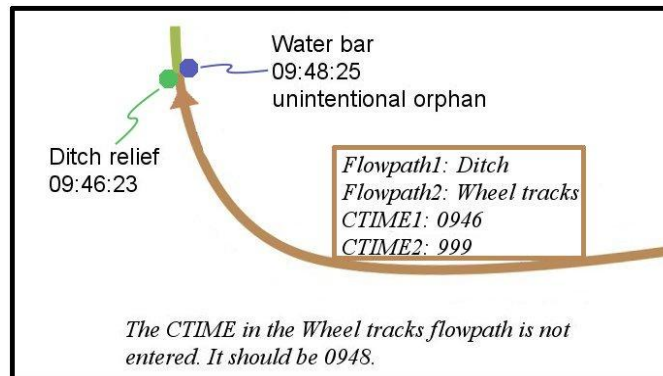 Water bar
09:48:25
unintentional orphan
Ditch relief
09:46:23
Flowpath1: Ditch
Flowpath2: Wheel tracks
CTIME1: 0946
CTIME2: 999
The CTIME in the Wheel tracks flowpath is not
entered. It should be 0948.